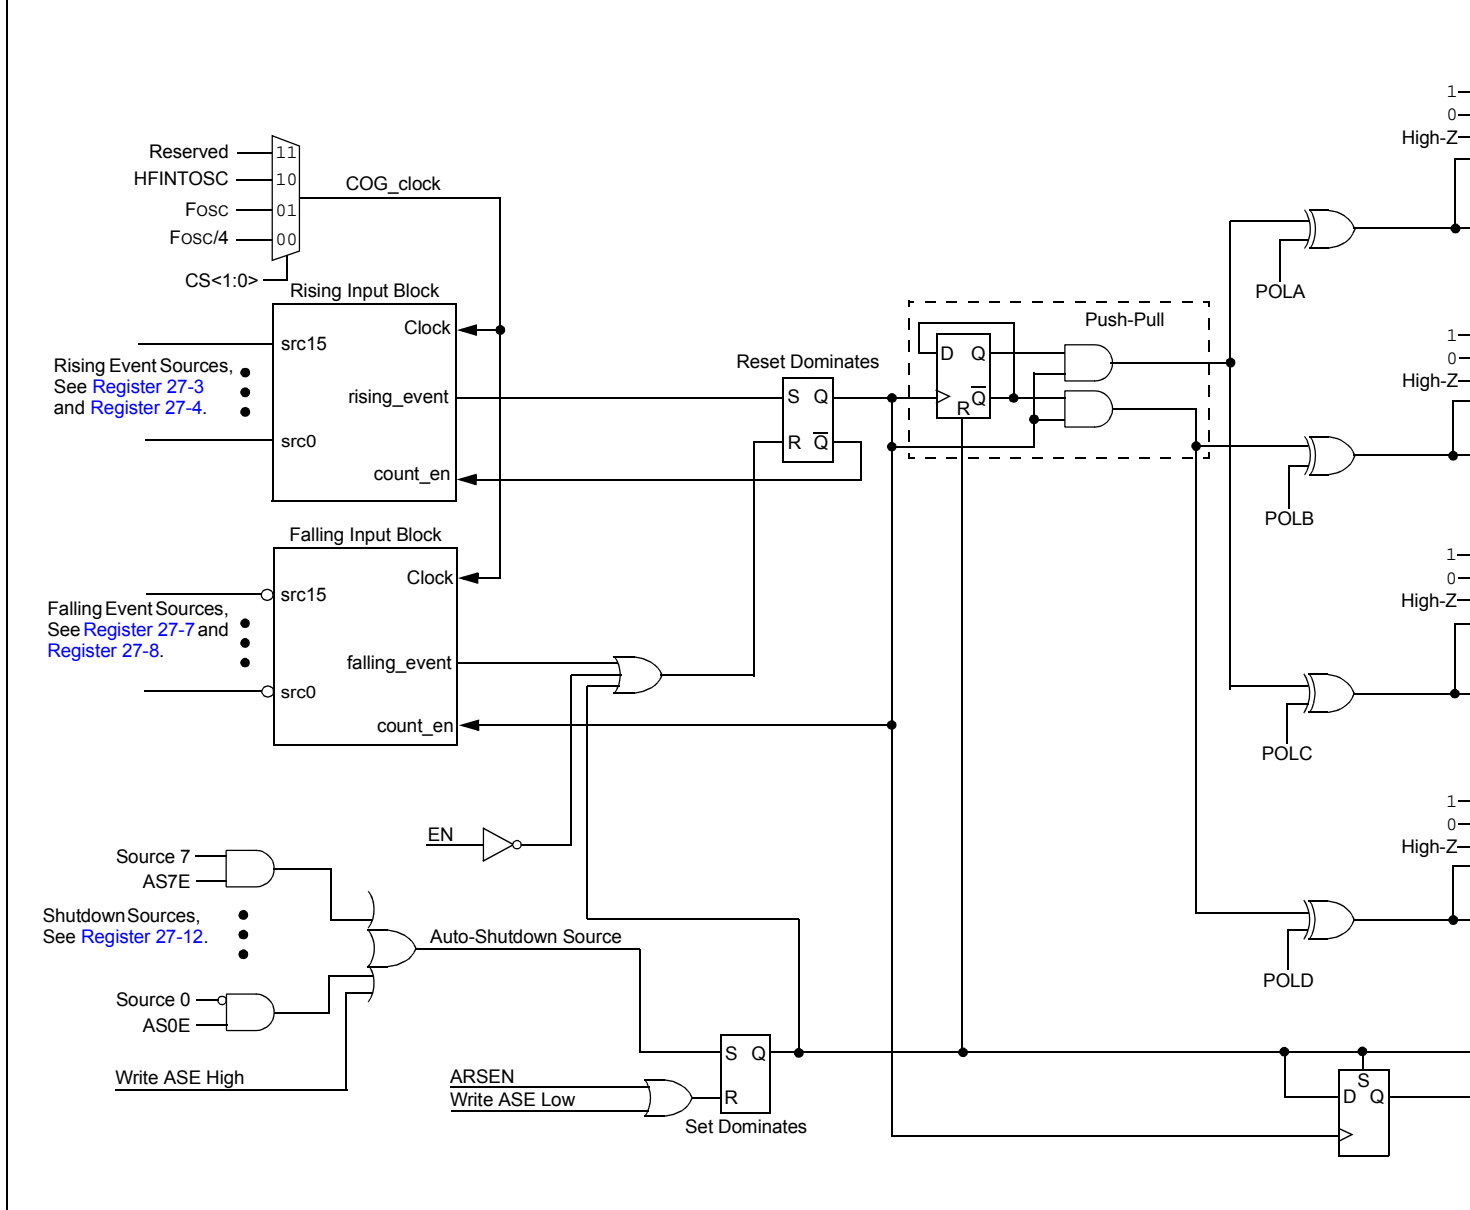 1
0
High-Z
Reserved
11
HFINTOSC
10
COG_clock
FOSC
01
FOSC/4
00
CS<1:0>
POLA
Rising Input Block
Clock
src15
Rising Event Sources,
See Register 27-3
and Register 27-4.
rising_event
src0
count_en
Reset Dominates
S Q
R Q
Push-Pull
D Q
Q
R
1
0
High-Z
POLB
Falling Input Block
Clock
src15
Falling Event Sources,
See Register 27-7 and
Register 27-8.
falling_event
src0
count_en
1
0
High-Z
POLC
EN
1
0
High-Z
POLD
Source 7
AS7E
Shutdown Sources,
See Register 27-12.
Auto-Shutdown Source
Source 0
AS0E
Write ASE High
ARSEN
Write ASE Low
S Q
R
Set Dominates
S
D Q